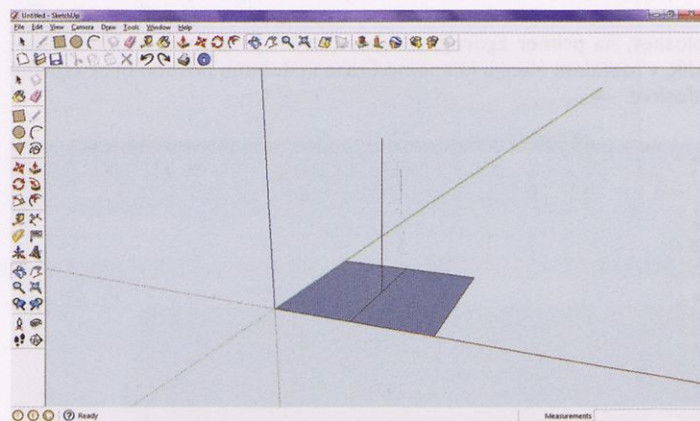 Untitled - SketchUp
File Edit View Camera Draw Tools Window Help
Ready
Measurements